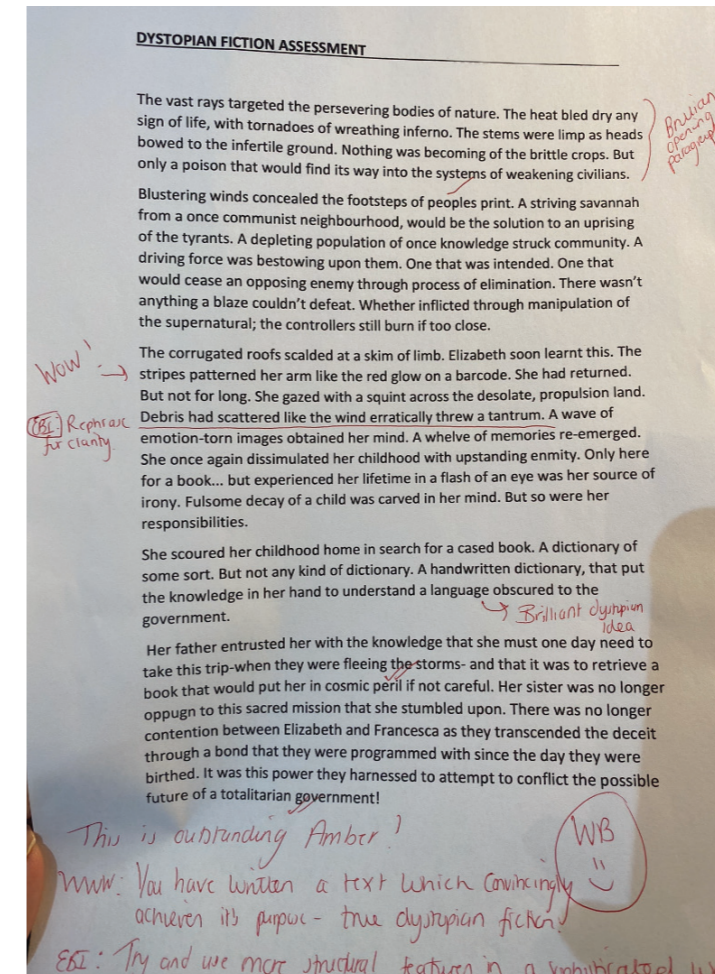 DYSTOPIAN FICTION ASSESSMENT
The vast rays targeted the persevering bodies of nature. The heat bled dry any
sign of life, with tornadoes of wreathing inferno. The stems were limp as heads
bowed to the infertile ground. Nothing was becoming of the brittle crops. But
only a poison that would find its way into the systems of weakening civilians.
Brilliant
opening
paragraph
Blustering winds concealed the footsteps of peoples print. A striving savannah
from a once communist neighbourhood, would be the solution to an uprising
of the tyrants. A depleting population of once knowledge struck community. A
driving force was bestowing upon them. One that was intended. One that
would cease an opposing enemy through process of elimination. There wasn't
anything a blaze couldn't defeat. Whether inflicted through manipulation of
the supernatural; the controllers still burn if too close.
Wow!
The corrugated roofs scalded at a skim of limb. Elizabeth soon learnt this. The
stripes patterned her arm like the red glow on a barcode. She had returned.
But not for long. She gazed with a squint across the desolate, propulsion land.
EBI: Rephrase
for clarity.
Debris had scattered like the wind erratically threw a tantrum. A wave of
emotion-torn images obtained her mind. A whelve of memories re-emerged.
She once again dissimulated her childhood with upstanding enmity. Only here
for a book... but experienced her lifetime in a flash of an eye was her source of
irony. Fulsome decay of a child was carved in her mind. But so were her
responsibilities.
She scoured her childhood home in search for a cased book. A dictionary of
some sort. But not any kind of dictionary. A handwritten dictionary, that put
the knowledge in her hand to understand a language obscured to the
government.
Brilliant dystopian
idea
Her father entrusted her with the knowledge that she must one day need to
take this trip-when they were fleeing the storms- and that it was to retrieve a
book that would put her in cosmic peril if not careful. Her sister was no longer
oppugn to this sacred mission that she stumbled upon. There was no longer
contention between Elizabeth and Francesca as they transcended the deceit
through a bond that they were programmed with since the day they were
birthed. It was this power they harnessed to attempt to conflict the possible
future of a totalitarian government!
This is outstanding Amber!
WB
WWW: You have written a text which convincingly
achieves its purpose - true dystopian fiction!
EBI: Try and use more structural features in a sophisticated